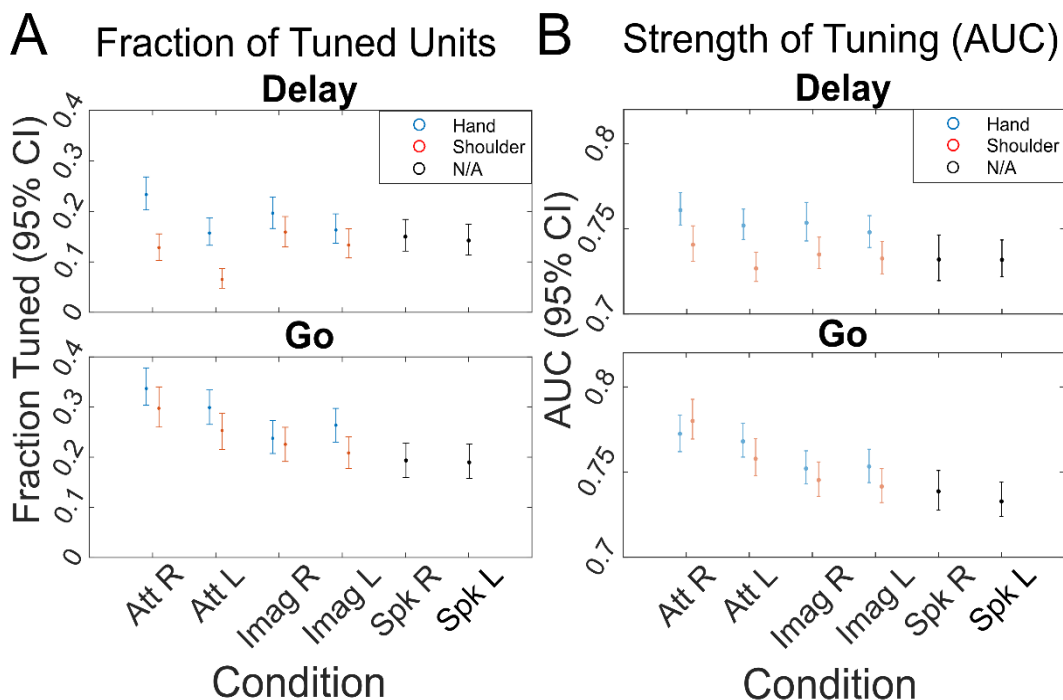 A Fraction of Tuned Units
Delay
Fraction Tuned (95% CI)
0.4
0.3
0.2
0.1
0
Hand
Shoulder
N/A
Go
0.4
0.3
0.2
0.1
0
Att R
Att L
Imag R
Imag L
Spk R
Spk L
Condition
B Strength of Tuning (AUC)
Delay
AUC (95% CI)
0.8
0.75
0.7
Hand
Shoulder
N/A
Go
0.8
0.75
0.7
Att R
Att L
Imag R
Imag L
Spk R
Spk L
Condition